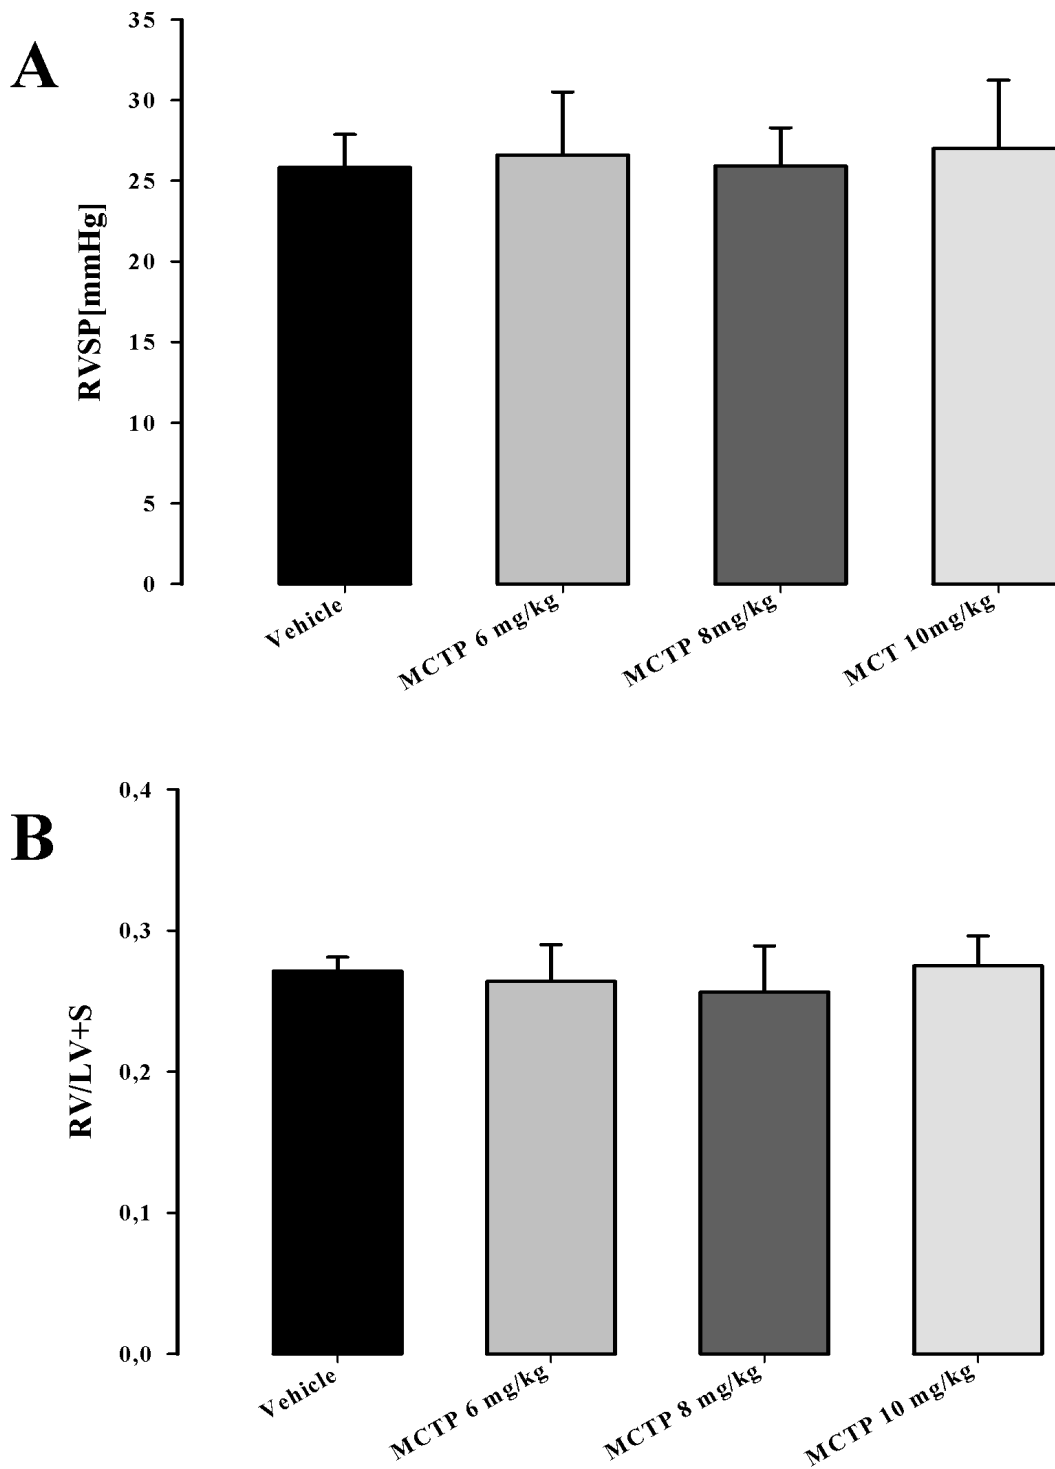 A
35
30
25
20
15
10
5
0
RVSP[mmHg]
Vehicle
MCTP 6 mg/kg
MCTP 8mg/kg
MCT 10mg/kg
B
0,4
0,3
0,2
0,1
0,0
RV/LV+S
Vehicle
MCTP 6 mg/kg
MCTP 8 mg/kg
MCTP 10 mg/kg